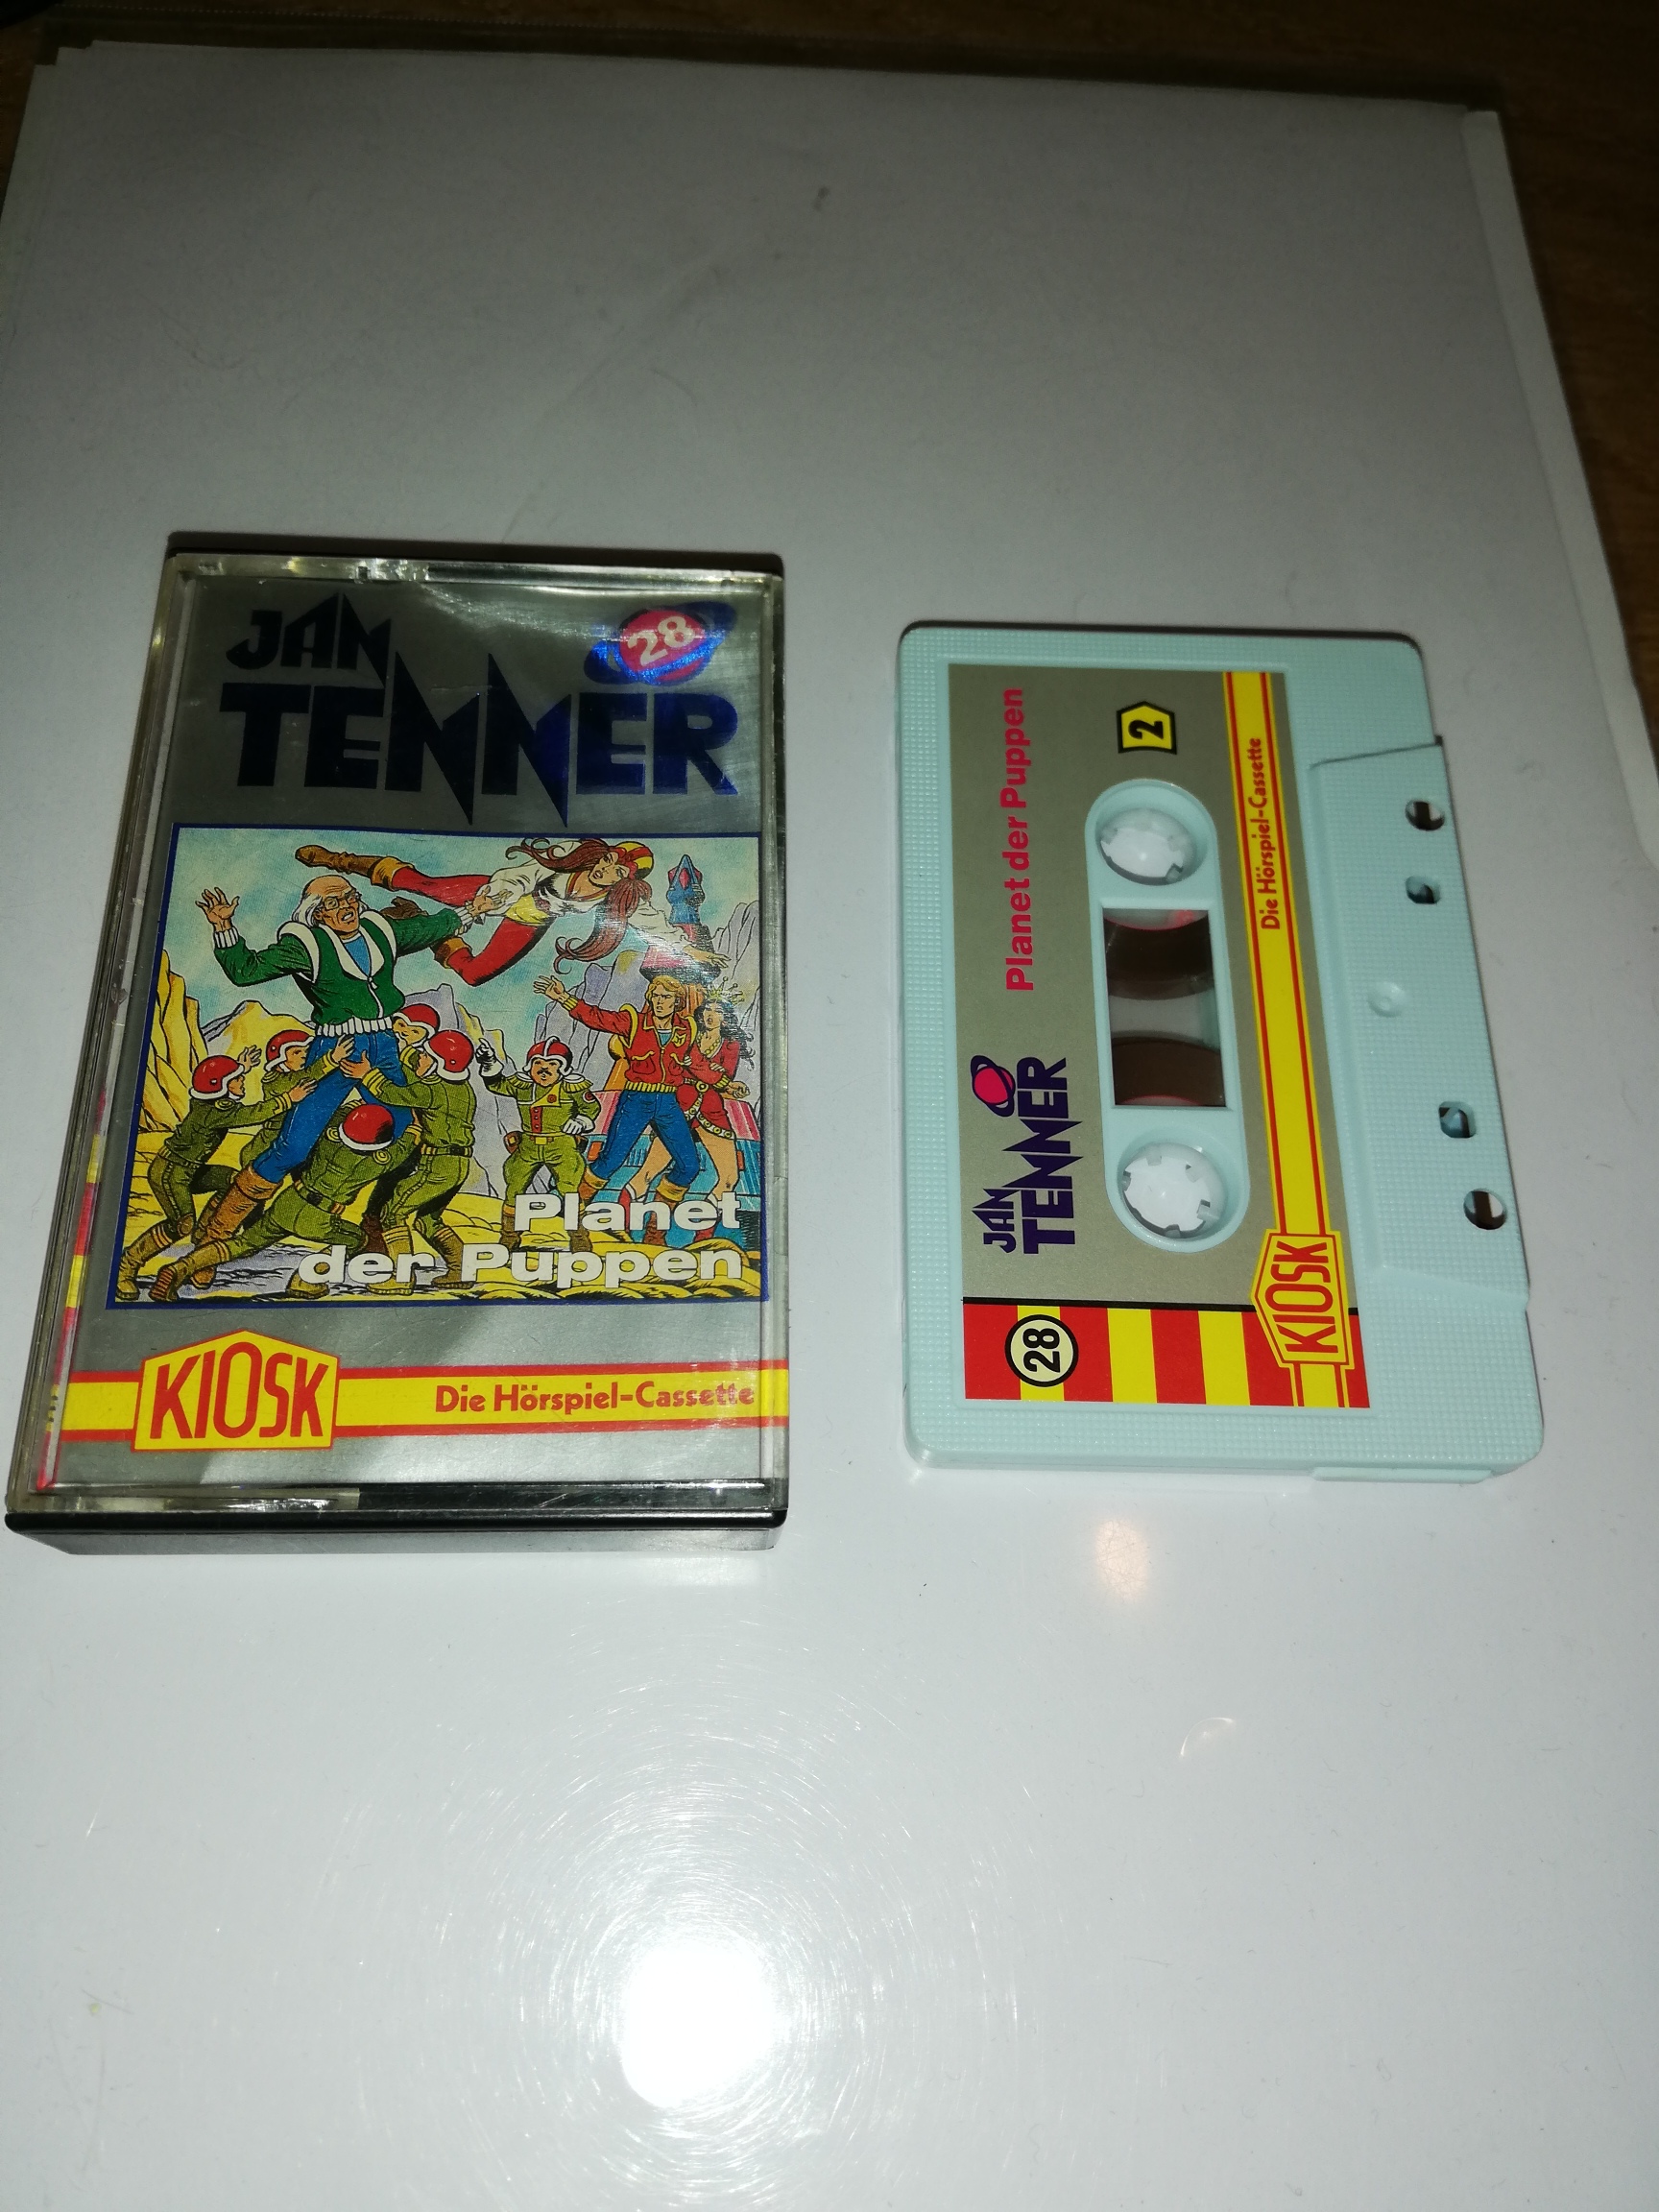 JAN
TENNER
28
Planet
der Puppen
KIOSK
Die Hörspiel-Cassette
28
JAN
TENNER
Planet der Puppen
2
KIOSK
Die Hörspiel-Cassette